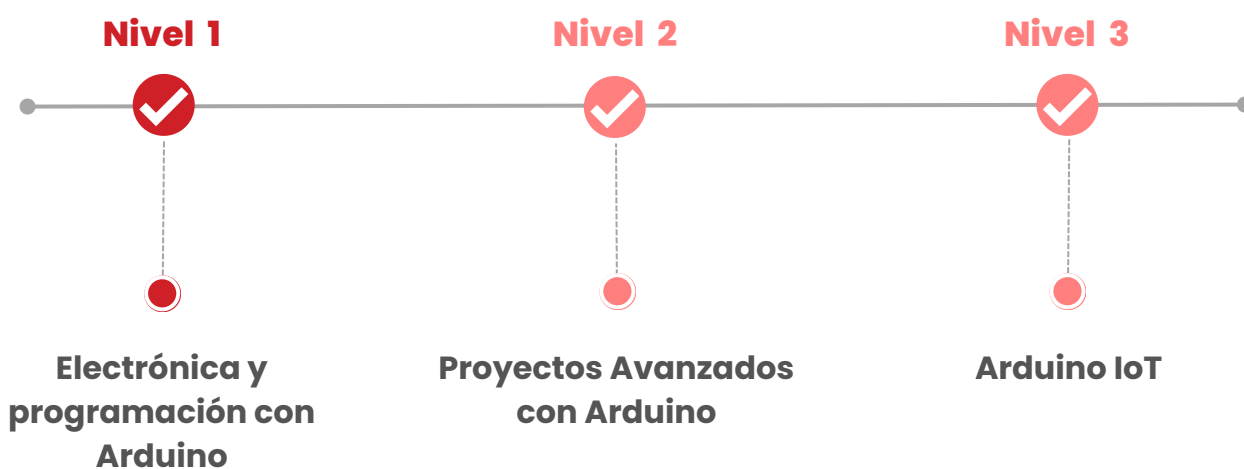 Nivel 1
Nivel 2
Nivel 3
Electrónica y
programación con
Arduino
Proyectos Avanzados
con Arduino
Arduino IoT